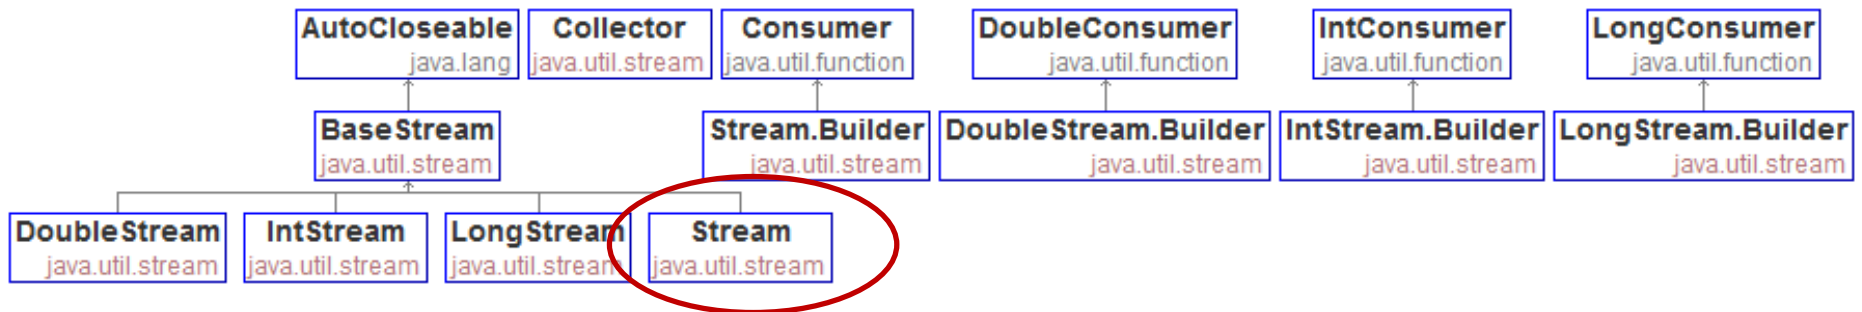 AutoCloseable
java.lang
Collector
java.util.stream
Consumer
java.util.function
DoubleConsumer
java.util.function
IntConsumer
java.util.function
LongConsumer
java.util.function
BaseStream
java.util.stream
Stream.Builder
java.util.stream
DoubleStream.Builder
java.util.stream
IntStream.Builder
java.util.stream
LongStream.Builder
java.util.stream
DoubleStream
java.util.stream
IntStream
java.util.stream
LongStream
java.util.stream
Stream
java.util.stream